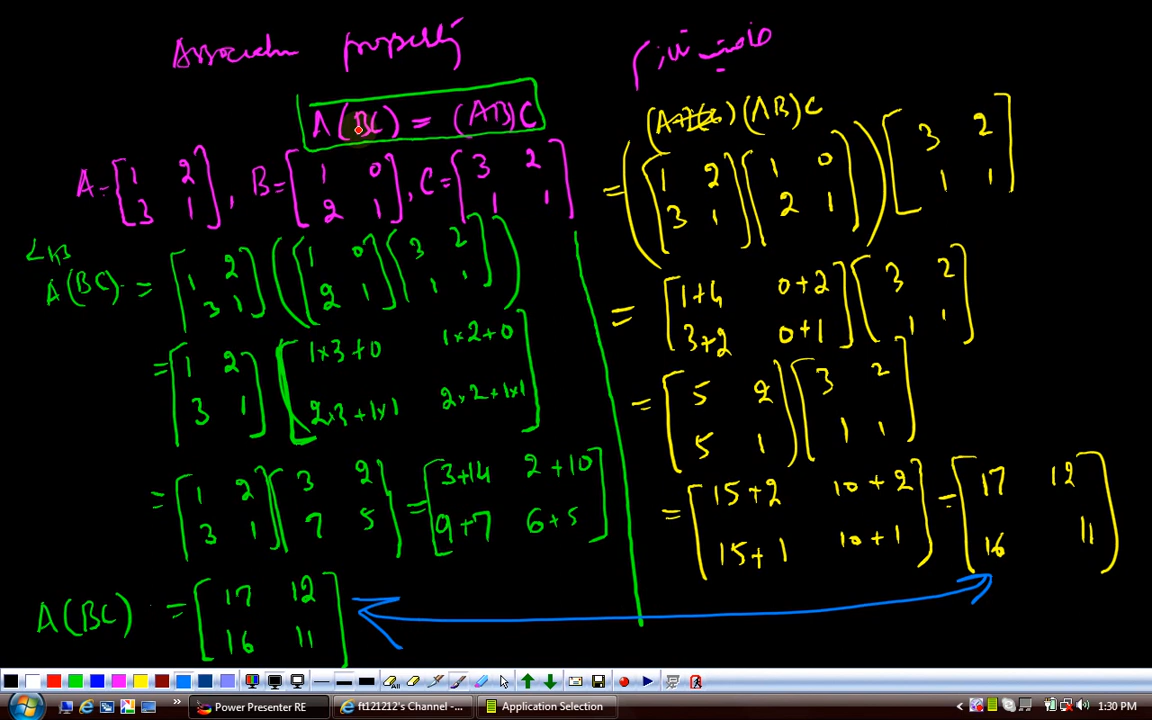 Associative property
خاصیت تلازم
A(BC) = (AB)C
A = [1 2
3 1], B = [1 0
2 1], C = [3 2
1 1]
LHS
A(BC) = [1 2
3 1] ([1 0
2 1] [3 2
1 1])
= [1 2
3 1] [1×3+0 1×2+0
2×3+1×1 2×2+1×1]
= [1 2
3 1] [3 2
7 5] = [3+14 2+10
9+7 6+5]
A(BC) = [17 12
16 11]
(AB)C
= ([1 2
3 1] [1 0
2 1]) [3 2
1 1]
= [1+4 0+2
3+2 0+1] [3 2
1 1]
= [5 2
5 1] [3 2
1 1]
= [15+2 10+2
15+1 10+1] = [17 12
16 11]
Power Presenter RE
ft121212's Channel -...
Application Selection
1:30 PM